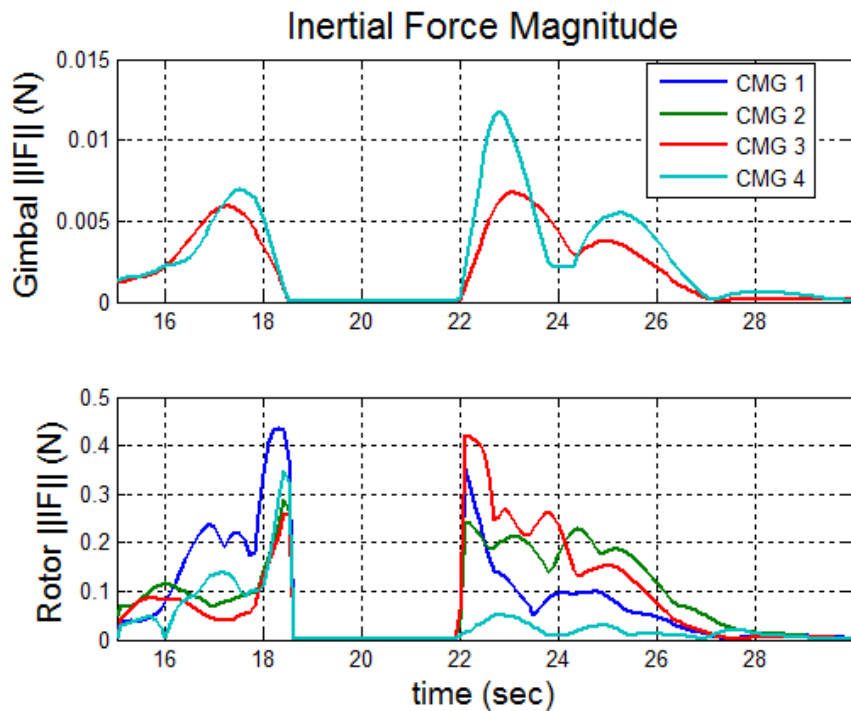 Inertial Force Magnitude
Gimbal ||IF|| (N)
0.015
0.01
0.005
0
CMG 1
CMG 2
CMG 3
CMG 4
16 18 20 22 24 26 28
Rotor ||IF|| (N)
0.5
0.4
0.3
0.2
0.1
0
16 18 20 22 24 26 28
time (sec)